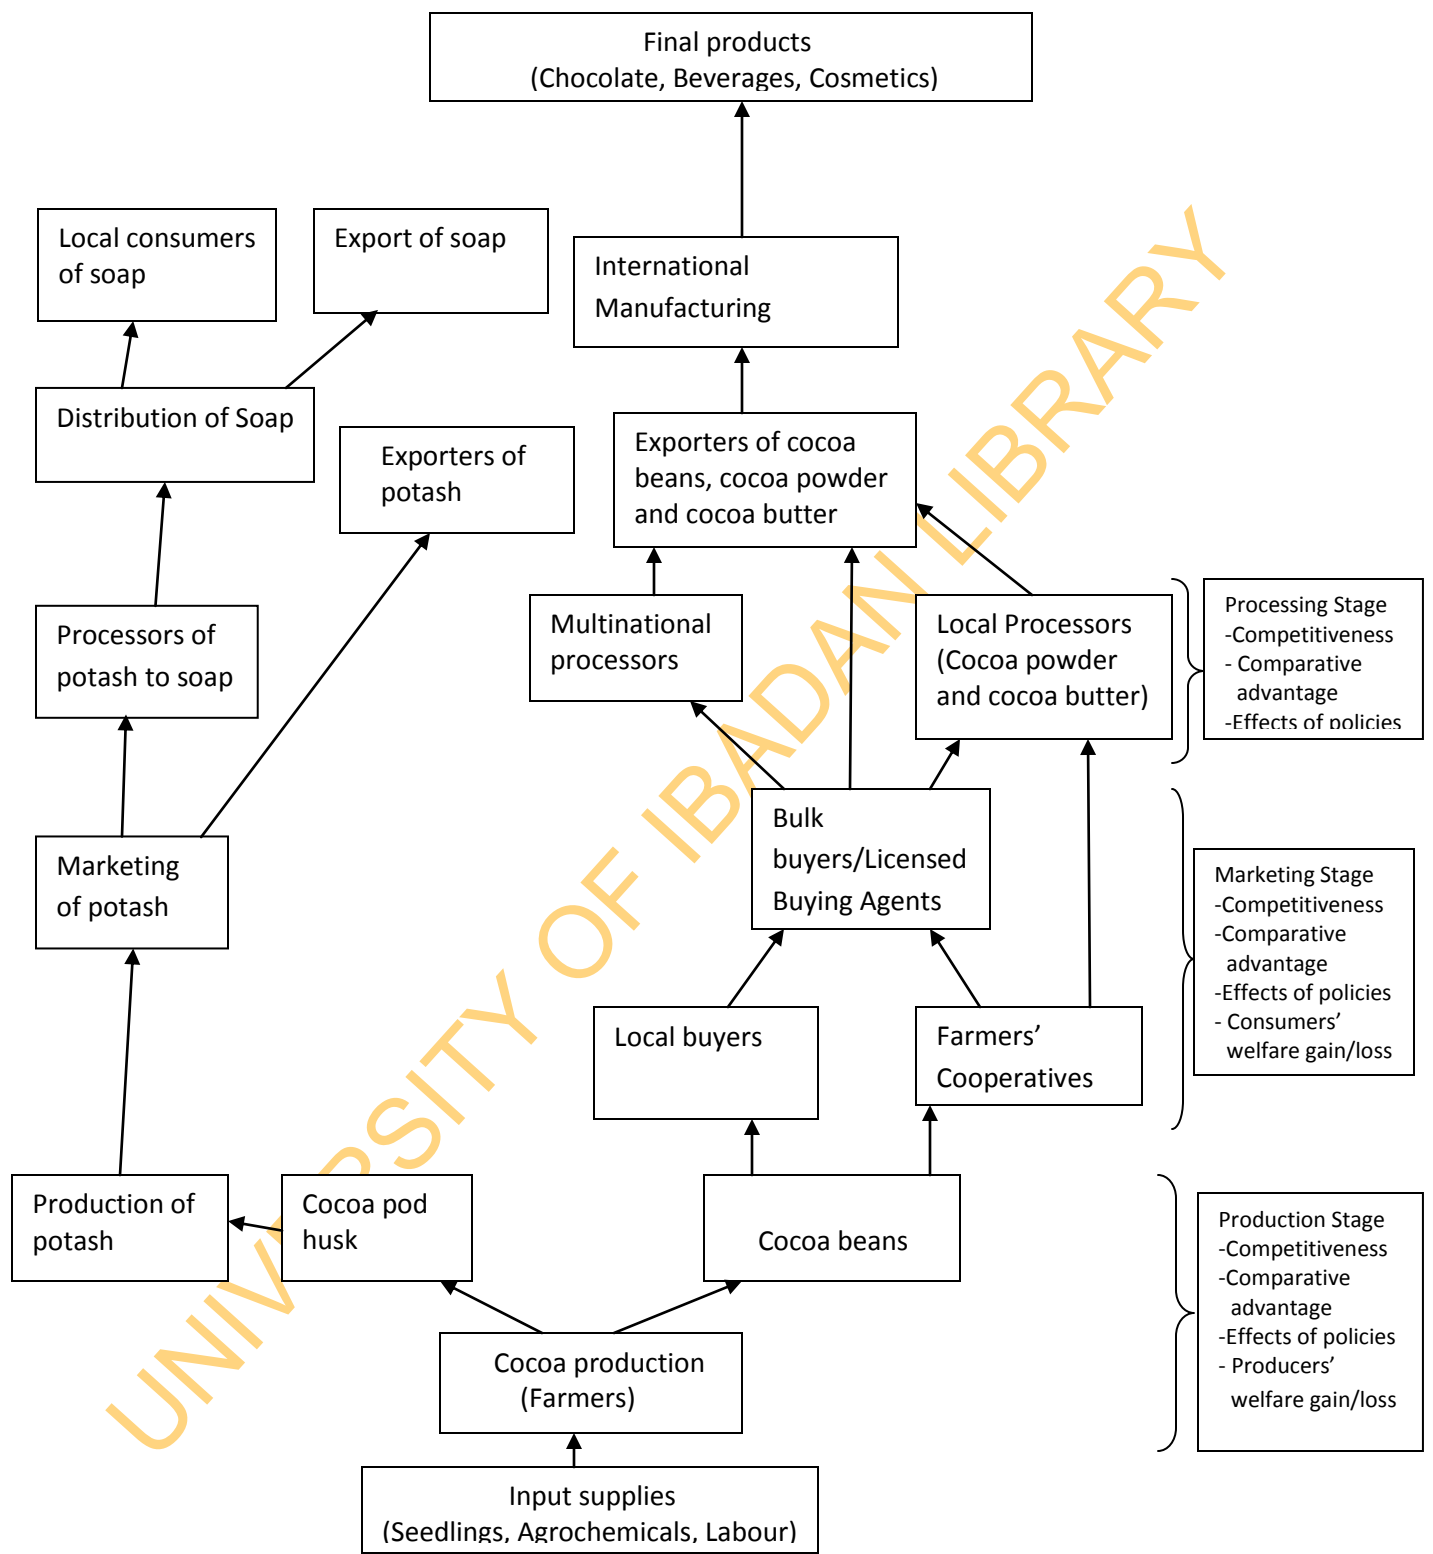 Final products
(Chocolate, Beverages, Cosmetics)
Local consumers
of soap
Export of soap
International
Manufacturing
Distribution of Soap
Exporters of
potash
Exporters of cocoa
beans, cocoa powder
and cocoa butter
Processors of
potash to soap
Multinational
processors
Local Processors
(Cocoa powder
and cocoa butter)
Processing Stage
-Competitiveness
- Comparative
advantage
-Effects of policies
Marketing
of potash
Bulk
buyers/Licensed
Buying Agents
Marketing Stage
-Competitiveness
-Comparative
advantage
-Effects of policies
- Consumers’
welfare gain/loss
Local buyers
Farmers’
Cooperatives
Production of
potash
Cocoa pod
husk
Cocoa beans
Production Stage
-Competitiveness
-Comparative
advantage
-Effects of policies
- Producers’
welfare gain/loss
Cocoa production
(Farmers)
Input supplies
(Seedlings, Agrochemicals, Labour)
UNIVERSITY OF IBADAN LIBRARY